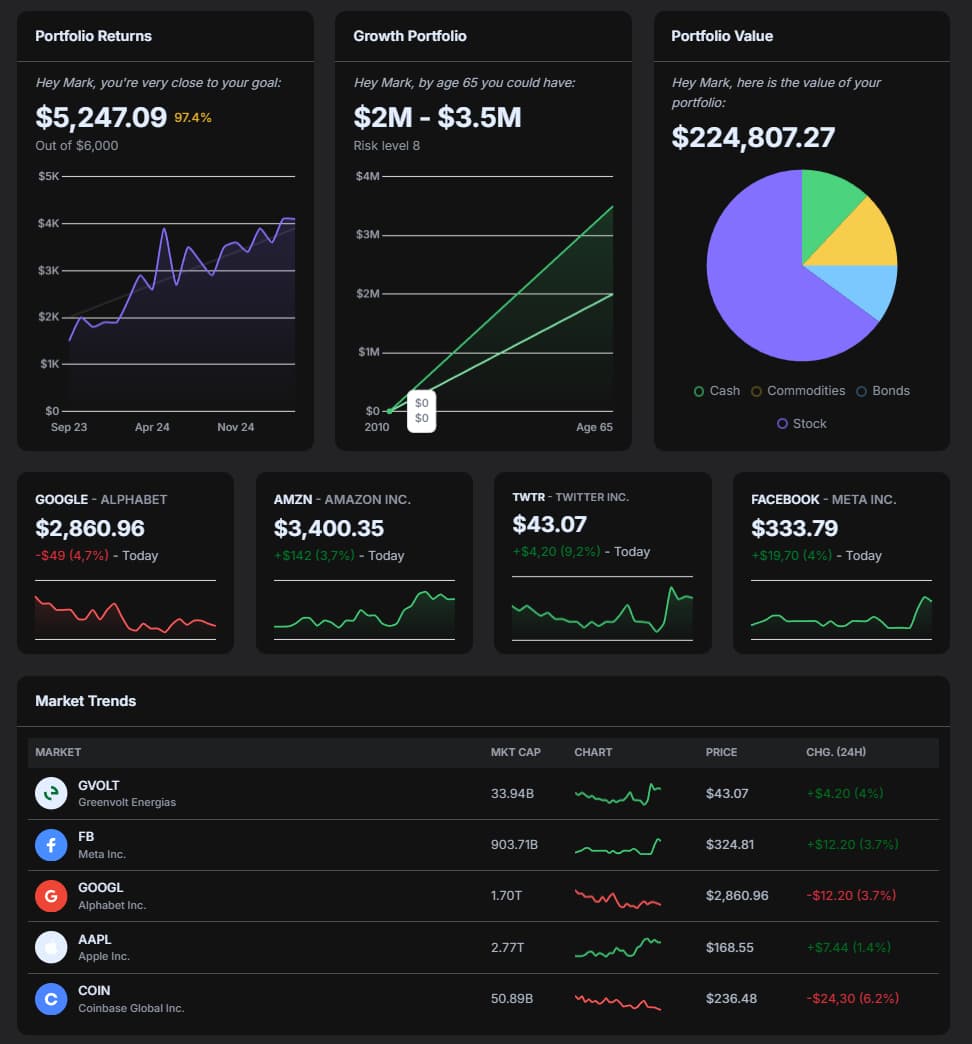 Portfolio Returns
Hey Mark, you're very close to your goal:
$5,247.09 97.4%
Out of $6,000
$5K
$4K
$3K
$2K
$1K
$0
Sep 23 Apr 24 Nov 24
Growth Portfolio
Hey Mark, by age 65 you could have:
$2M - $3.5M
Risk level 8
$4M
$3M
$2M
$1M
$0
$0
$0
2010 Age 65
Portfolio Value
Hey Mark, here is the value of your
portfolio:
$224,807.27
Cash Commodities Bonds
Stock
GOOGLE - ALPHABET
$2,860.96
-$49 (4,7%) - Today
AMZN - AMAZON INC.
$3,400.35
+$142 (3,7%) - Today
TWTR - TWITTER INC.
$43.07
+$4,20 (9,2%) - Today
FACEBOOK - META INC.
$333.79
+$19,70 (4%) - Today
Market Trends
MARKET MKT CAP CHART PRICE CHG. (24H)
GVOLT
Greenvolt Energias
33.94B $43.07 +$4.20 (4%)
f
FB
Meta Inc.
903.71B $324.81 +$12.20 (3.7%)
G
GOOGL
Alphabet Inc.
1.70T $2,860.96 -$12.20 (3.7%)
AAPL
Apple Inc.
2.77T $168.55 +$7.44 (1.4%)
C
COIN
Coinbase Global Inc.
50.89B $236.48 -$24,30 (6.2%)